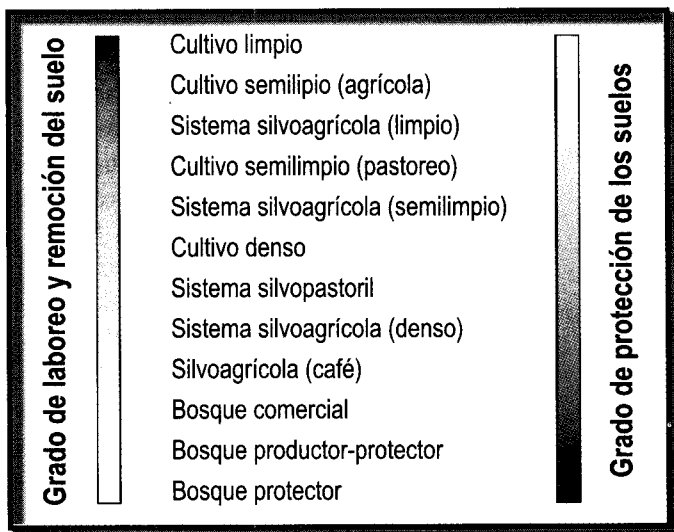 Grado de laboreo y remoción del suelo
Cultivo limpio
Cultivo semilipio (agrícola)
Sistema silvoagrícola (limpio)
Cultivo semilimpio (pastoreo)
Sistema silvoagrícola (semilimpio)
Cultivo denso
Sistema silvopastoril
Sistema silvoagrícola (denso)
Silvoagrícola (café)
Bosque comercial
Bosque productor-protector
Bosque protector
Grado de protección de los suelos